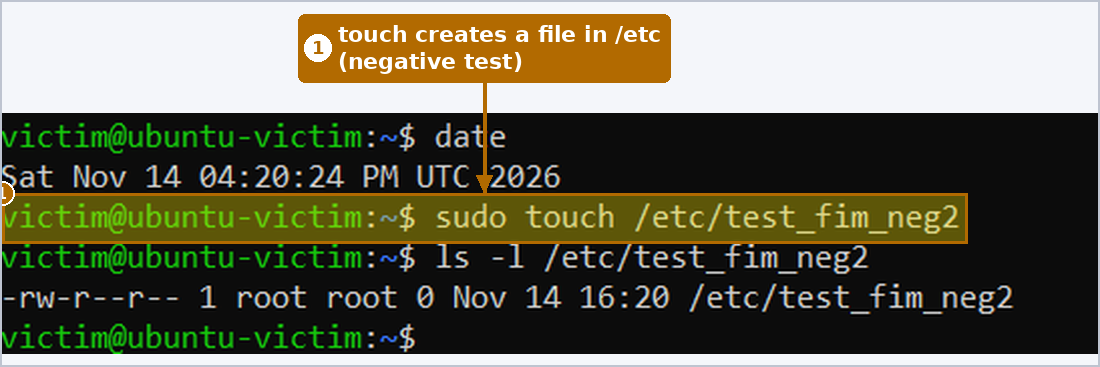 1 touch creates a file in /etc
(negative test)
victim@ubuntu-victim:~$ date
Sat Nov 14 04:20:24 PM UTC 2026
1
victim@ubuntu-victim:~$ sudo touch /etc/test_fim_neg2
victim@ubuntu-victim:~$ ls -l /etc/test_fim_neg2
-rw-r--r-- 1 root root 0 Nov 14 16:20 /etc/test_fim_neg2
victim@ubuntu-victim:~$